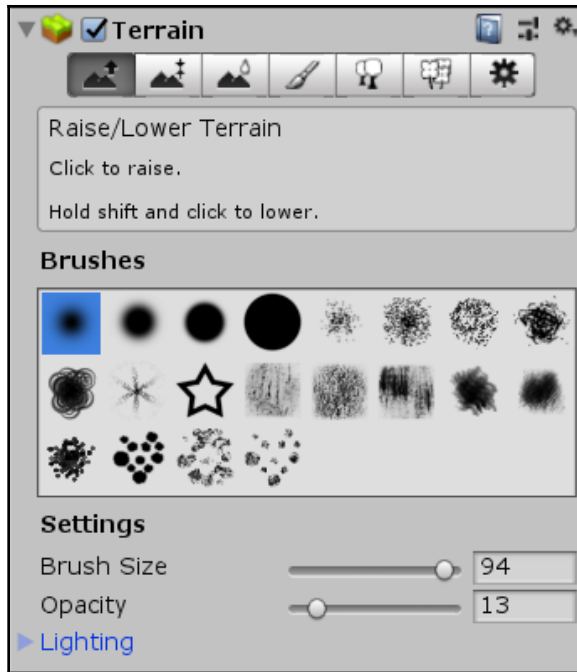 Terrain
Raise/Lower Terrain
Click to raise.
Hold shift and click to lower.
Brushes
Settings
Brush Size 94
Opacity 13
Lighting